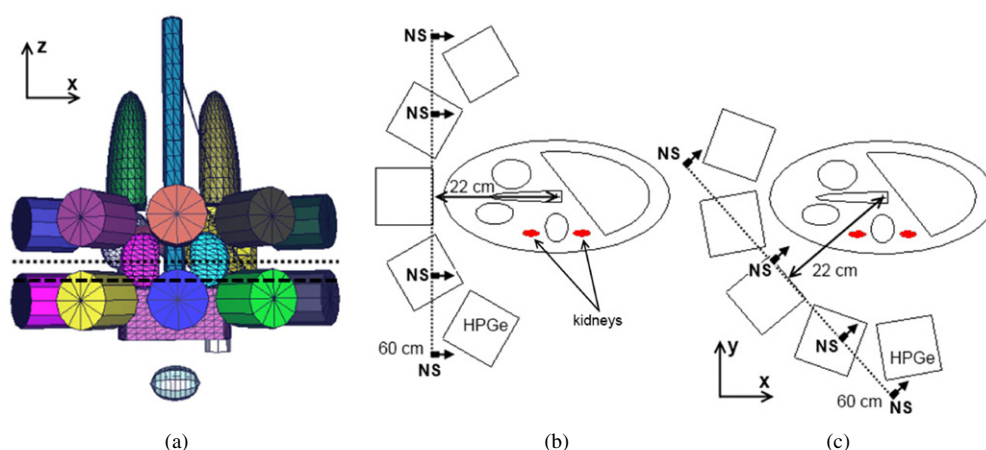 z
x
(a)
NS
NS
22 cm
NS
HPGe
kidneys
60 cm
NS
(b)
NS
NS
22 cm
NS
HPGe
y
x
60 cm
NS
(c)